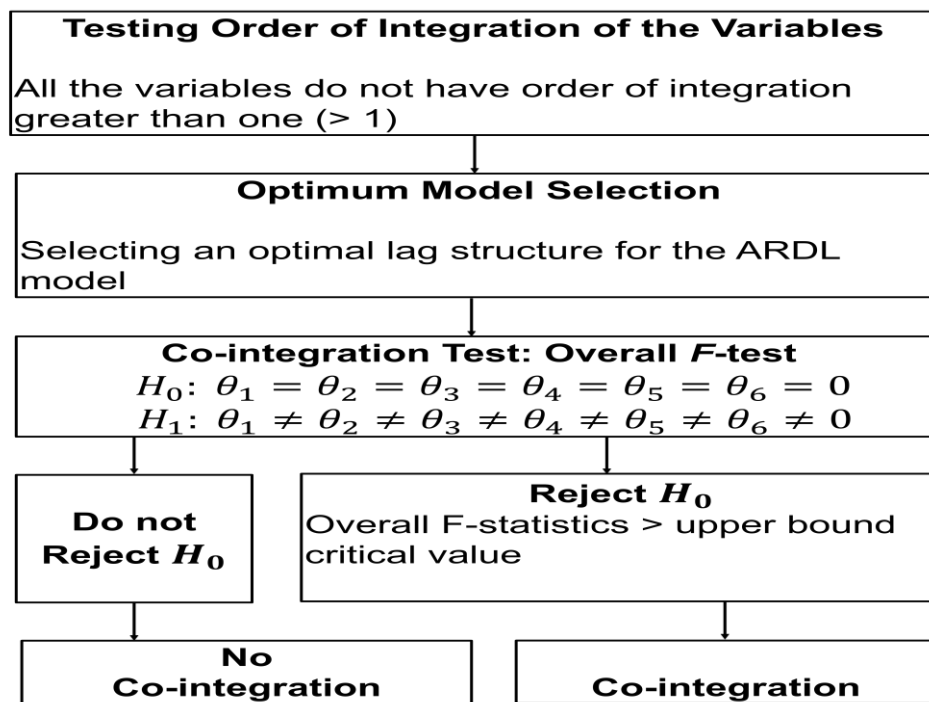 Testing Order of Integration of the Variables
All the variables do not have order of integration
greater than one (> 1)
Optimum Model Selection
Selecting an optimal lag structure for the ARDL
model
Co-integration Test: Overall F-test
H₀: θ₁ = θ₂ = θ₃ = θ₄ = θ₅ = θ₆ = 0
H₁: θ₁ ≠ θ₂ ≠ θ₃ ≠ θ₄ ≠ θ₅ ≠ θ₆ ≠ 0
Do not
Reject H₀
Reject H₀
Overall F-statistics > upper bound
critical value
No
Co-integration
Co-integration